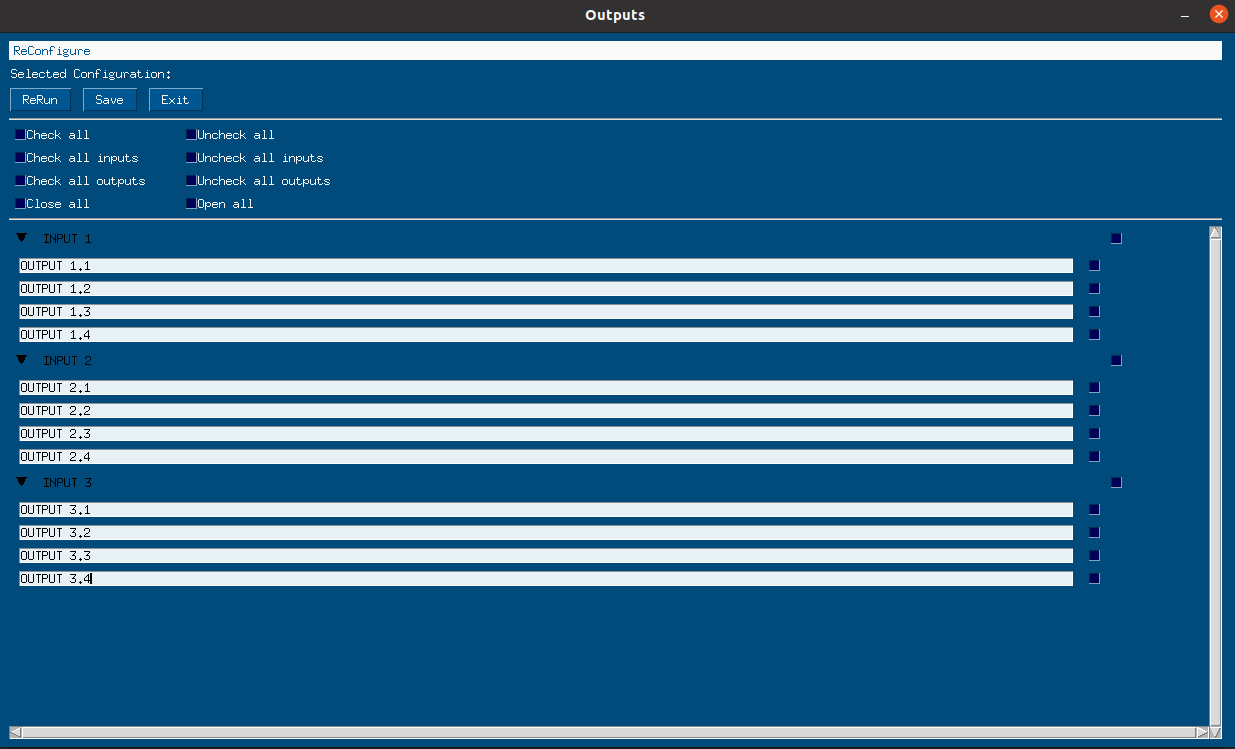 Outputs
ReConfigure
Selected Configuration:
ReRun Save Exit
Check all Uncheck all
Check all inputs Uncheck all inputs
Check all outputs Uncheck all outputs
Close all Open all
INPUT 1
OUTPUT 1.1
OUTPUT 1.2
OUTPUT 1.3
OUTPUT 1.4
INPUT 2
OUTPUT 2.1
OUTPUT 2.2
OUTPUT 2.3
OUTPUT 2.4
INPUT 3
OUTPUT 3.1
OUTPUT 3.2
OUTPUT 3.3
OUTPUT 3.4